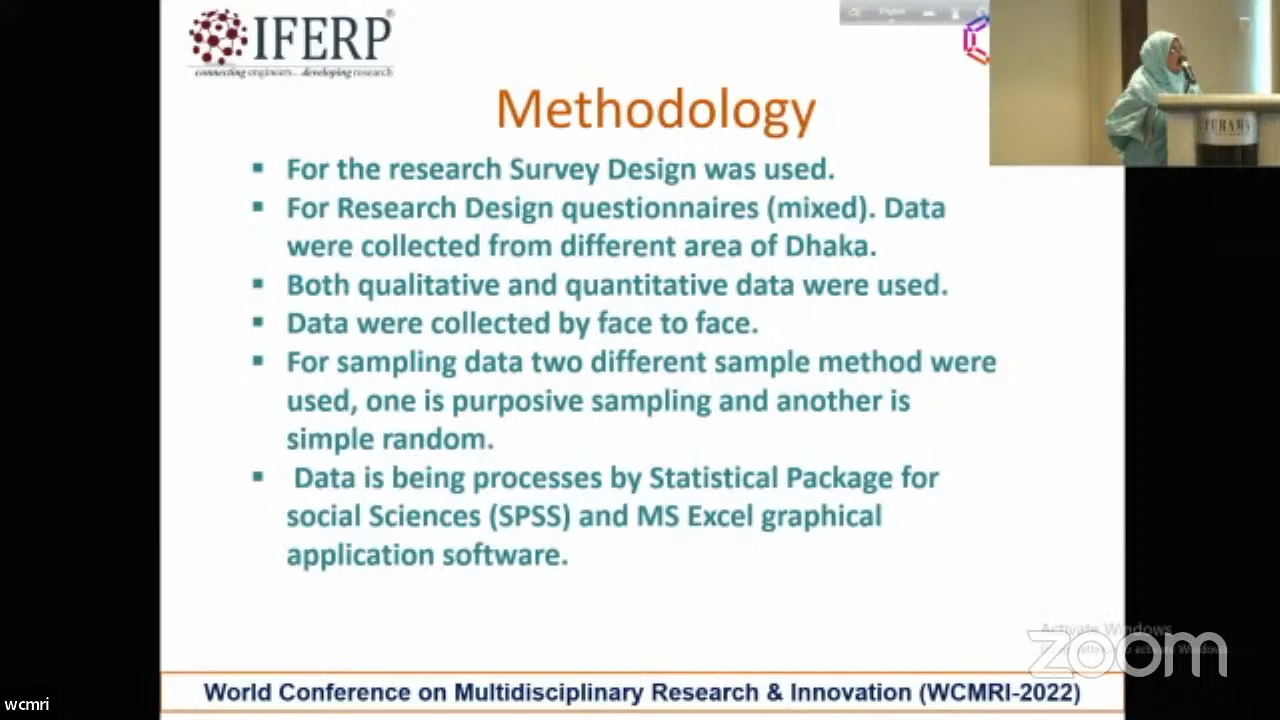 IFERP®
connecting engineers... developing research
Methodology
▪ For the research Survey Design was used.
▪ For Research Design questionnaires (mixed). Data
were collected from different area of Dhaka.
▪ Both qualitative and quantitative data were used.
▪ Data were collected by face to face.
▪ For sampling data two different sample method were
used, one is purposive sampling and another is
simple random.
▪ Data is being processes by Statistical Package for
social Sciences (SPSS) and MS Excel graphical
application software.
Activate Windows
to activate Windows.
zoom
World Conference on Multidisciplinary Research & Innovation (WCMRI-2022)
wcmri